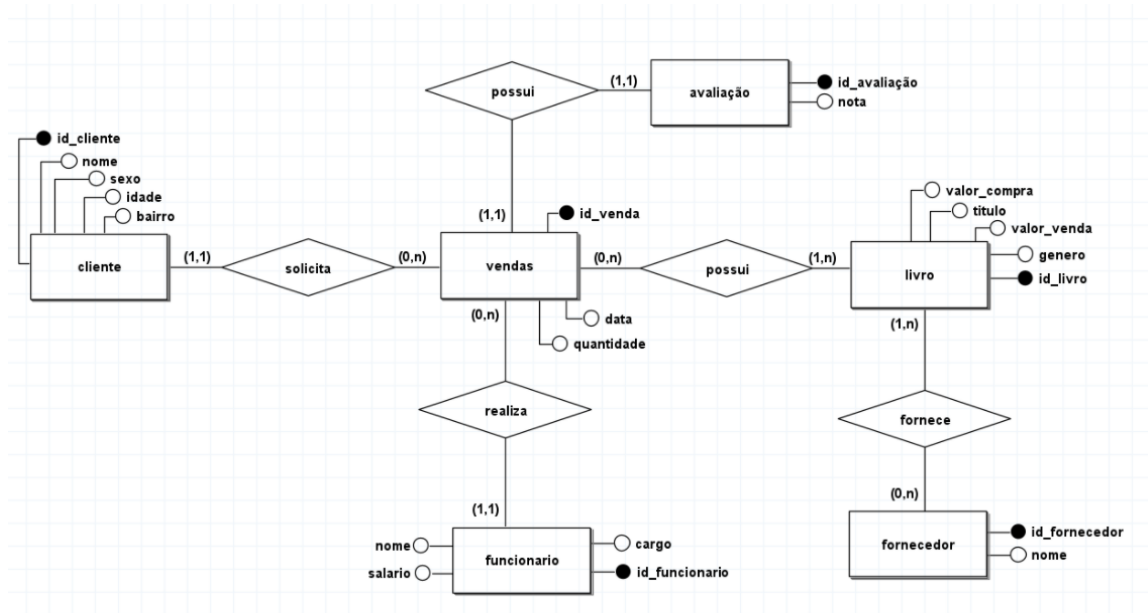 possui
(1,1)
avaliação
id_avaliação
nota
id_cliente
nome
sexo
idade
bairro
cliente
(1,1)
solicita
(0,n)
(1,1)
id_venda
vendas
(0,n)
data
quantidade
(0,n)
possui
(1,n)
valor_compra
titulo
valor_venda
genero
id_livro
livro
(1,n)
realiza
fornece
(1,1)
(0,n)
nome
salario
funcionario
cargo
id_funcionario
fornecedor
id_fornecedor
nome